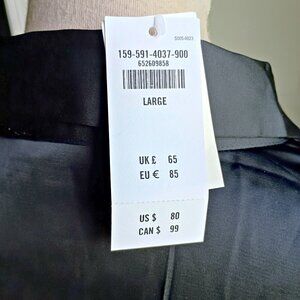 159-591-4037-900
652609858
LARGE
UK £ 65
EU € 85
US $ 80
CAN $ 99